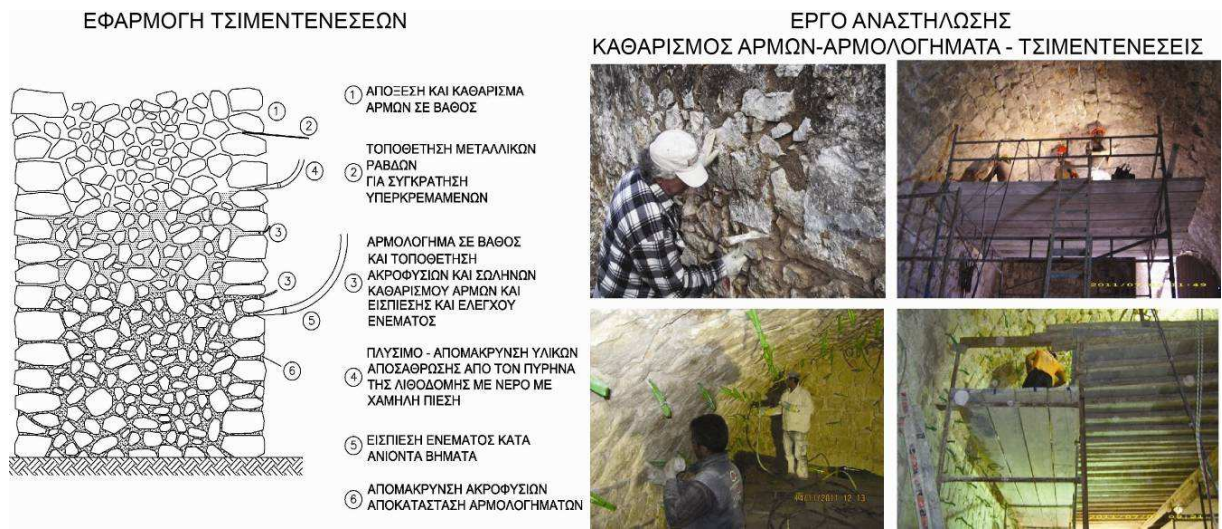 ΕΦΑΡΜΟΓΗ ΤΣΙΜΕΝΤΕΝΕΣΕΩΝ
1 ΑΠΟΞΕΣΗ ΚΑΙ ΚΑΘΑΡΙΣΜΑ
ΑΡΜΩΝ ΣΕ ΒΑΘΟΣ
ΤΟΠΟΘΕΤΗΣΗ ΜΕΤΑΛΛΙΚΩΝ
2 ΡΑΒΔΩΝ
ΓΙΑ ΣΥΓΚΡΑΤΗΣΗ
ΥΠΕΡΚΡΕΜΑΜΕΝΩΝ
ΑΡΜΟΛΟΓΗΜΑ ΣΕ ΒΑΘΟΣ
ΚΑΙ ΤΟΠΟΘΕΤΗΣΗ
ΑΚΡΟΦΥΣΙΩΝ ΚΑΙ ΣΩΛΗΝΩΝ
3 ΚΑΘΑΡΙΣΜΟΥ ΑΡΜΩΝ ΚΑΙ
ΕΙΣΠΙΕΣΗΣ ΚΑΙ ΕΛΕΓΧΟΥ
ΕΝΕΜΑΤΟΣ
ΠΛΥΣΙΜΟ - ΑΠΟΜΑΚΡΥΝΣΗ ΥΛΙΚΩΝ
4 ΑΠΟΣΑΘΡΩΣΗΣ ΑΠΟ ΤΟΝ ΠΥΡΗΝΑ
ΤΗΣ ΛΙΘΟΔΟΜΗΣ ΜΕ ΝΕΡΟ ΜΕ
ΧΑΜΗΛΗ ΠΙΕΣΗ
5 ΕΙΣΠΙΕΣΗ ΕΝΕΜΑΤΟΣ ΚΑΤΑ
ΑΝΙΟΝΤΑ ΒΗΜΑΤΑ
6 ΑΠΟΜΑΚΡΥΝΣΗ ΑΚΡΟΦΥΣΙΩΝ
ΑΠΟΚΑΤΑΣΤΑΣΗ ΑΡΜΟΛΟΓΗΜΑΤΩΝ
1
2
4
3
3
5
6
ΕΡΓΟ ΑΝΑΣΤΗΛΩΣΗΣ
ΚΑΘΑΡΙΣΜΟΣ ΑΡΜΩΝ-ΑΡΜΟΛΟΓΗΜΑΤΑ - ΤΣΙΜΕΝΤΕΝΕΣΕΙΣ